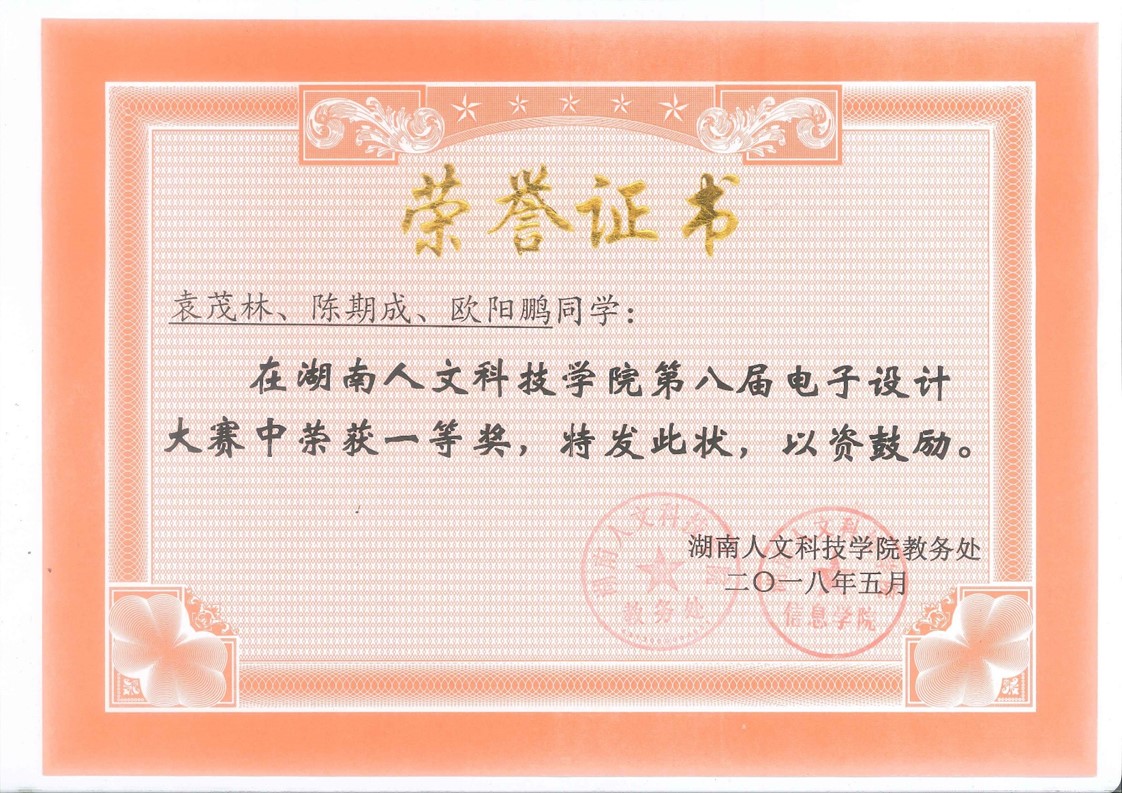 荣誉证书
袁茂林、陈期成、欧阳鹏同学：
在湖南人文科技学院第八届电子设计
大赛中荣获一等奖，特发此状，以资鼓励。
湖南人文科技学院教务处
二〇一八年五月
湖南人文科技学院
教务处
人文科
信息学院